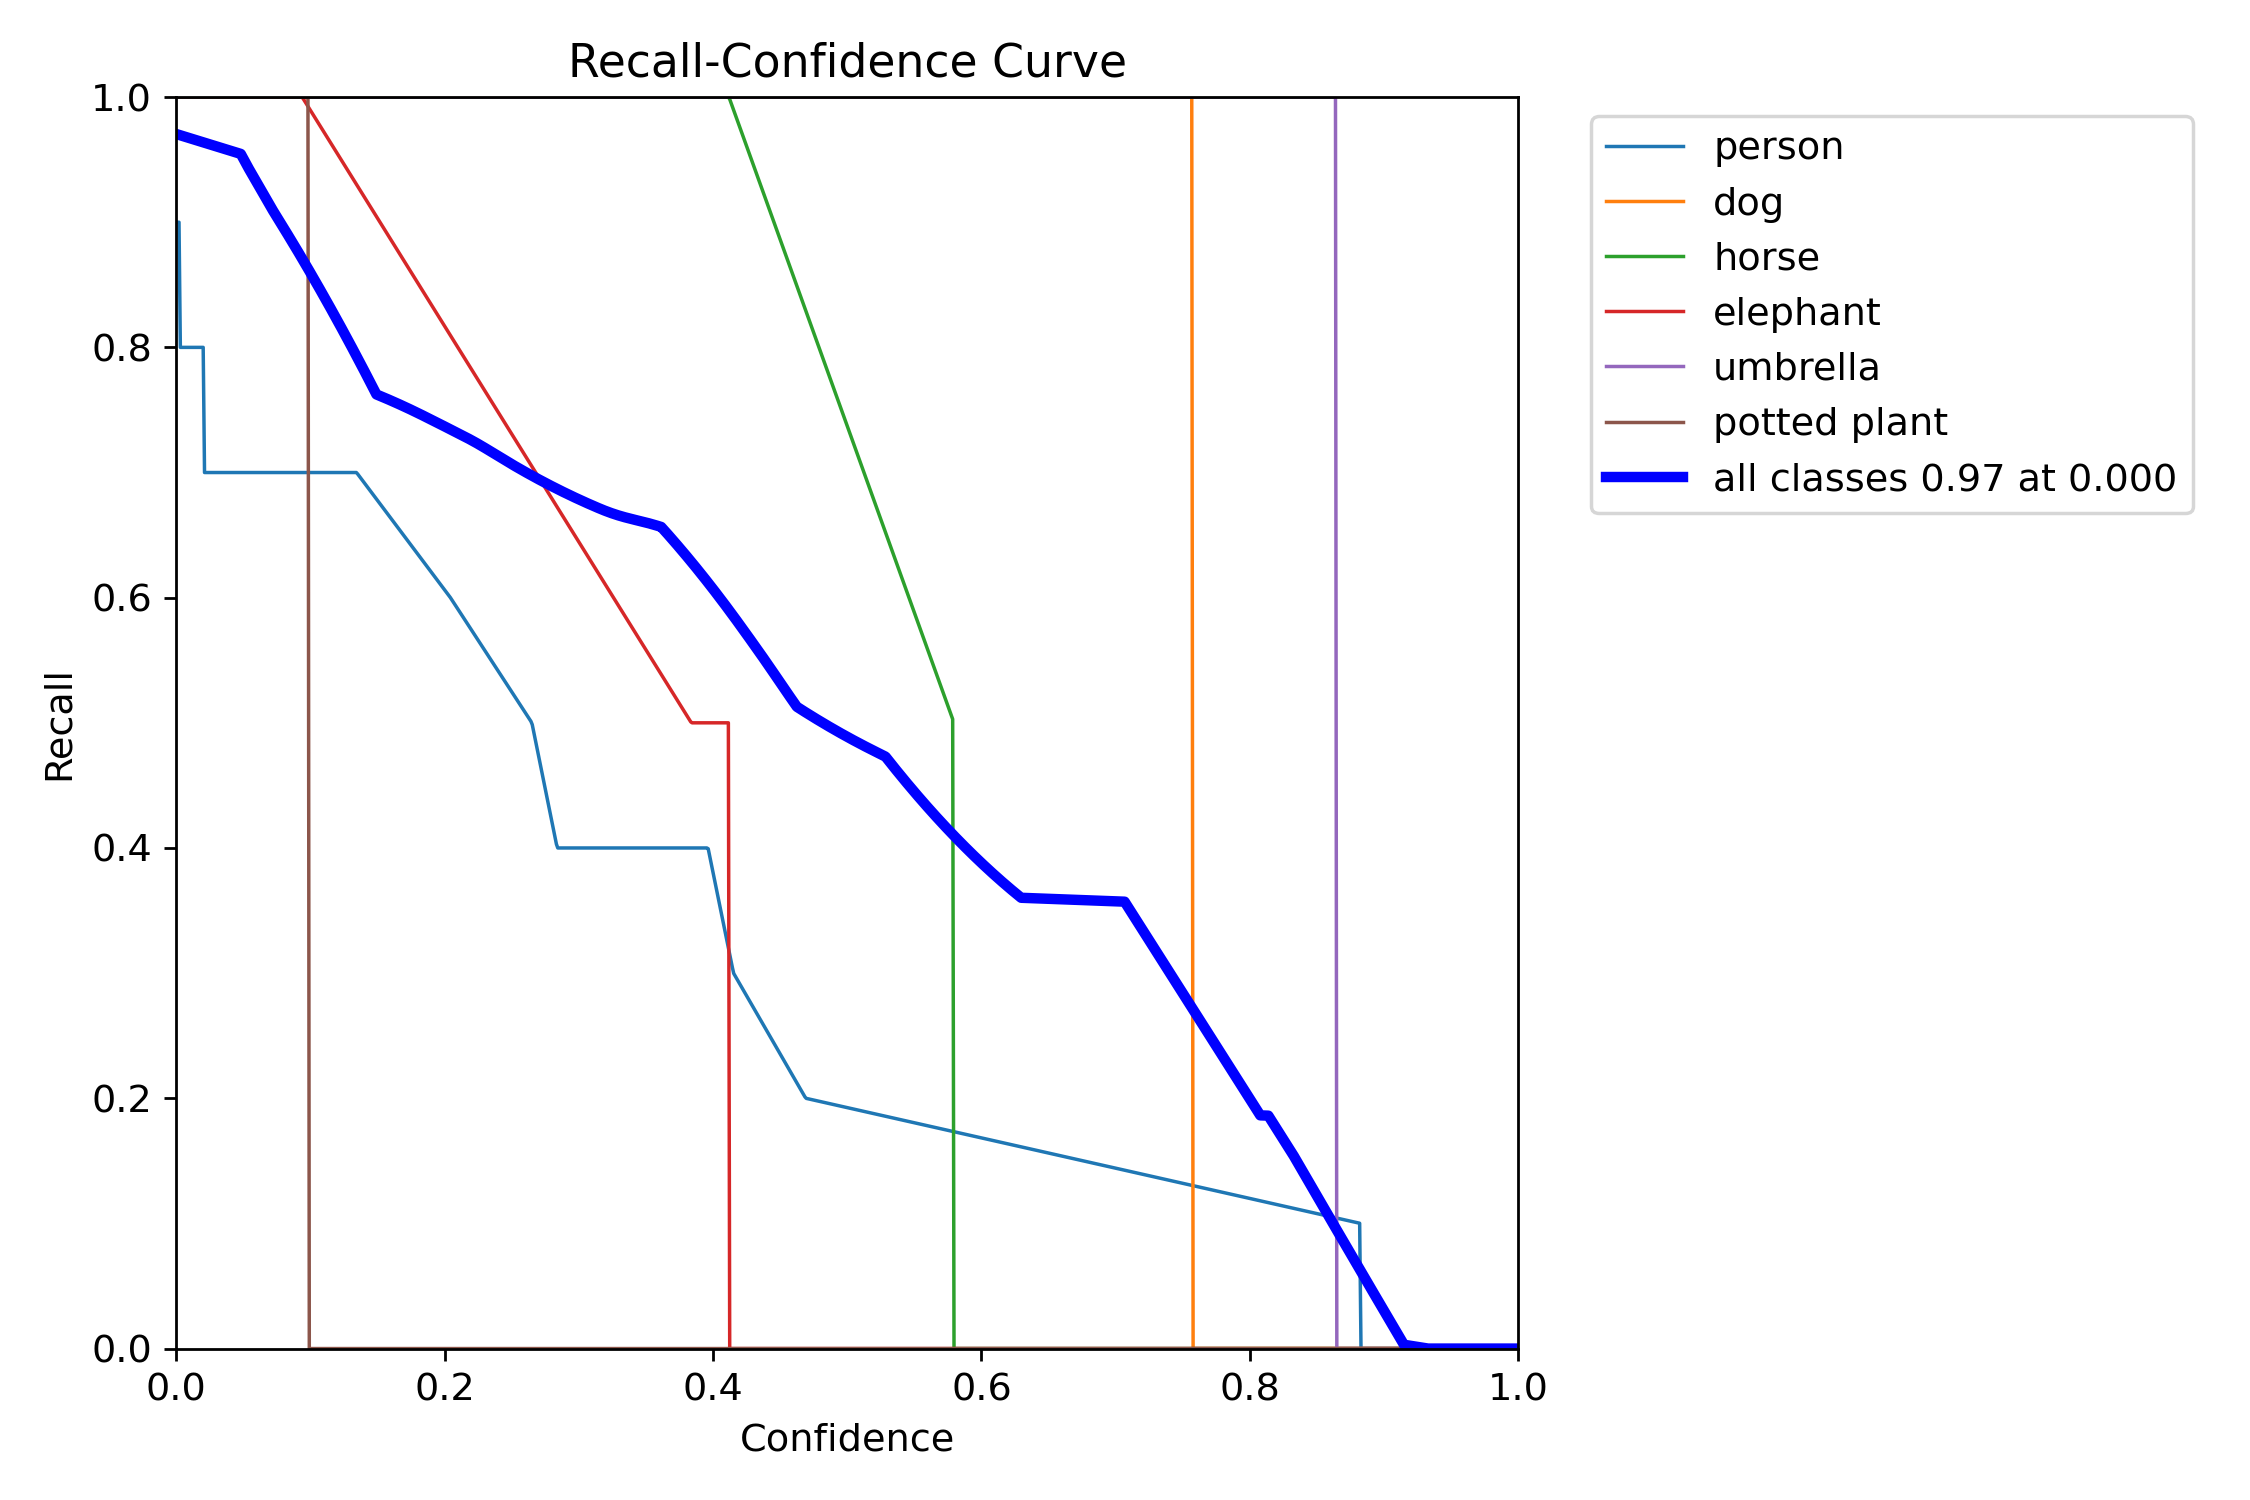 Recall-Confidence Curve
1.0
0.8
0.6
0.4
0.2
0.0
Recall
0.0 0.2 0.4 0.6 0.8 1.0
Confidence
person
dog
horse
elephant
umbrella
potted plant
all classes 0.97 at 0.000